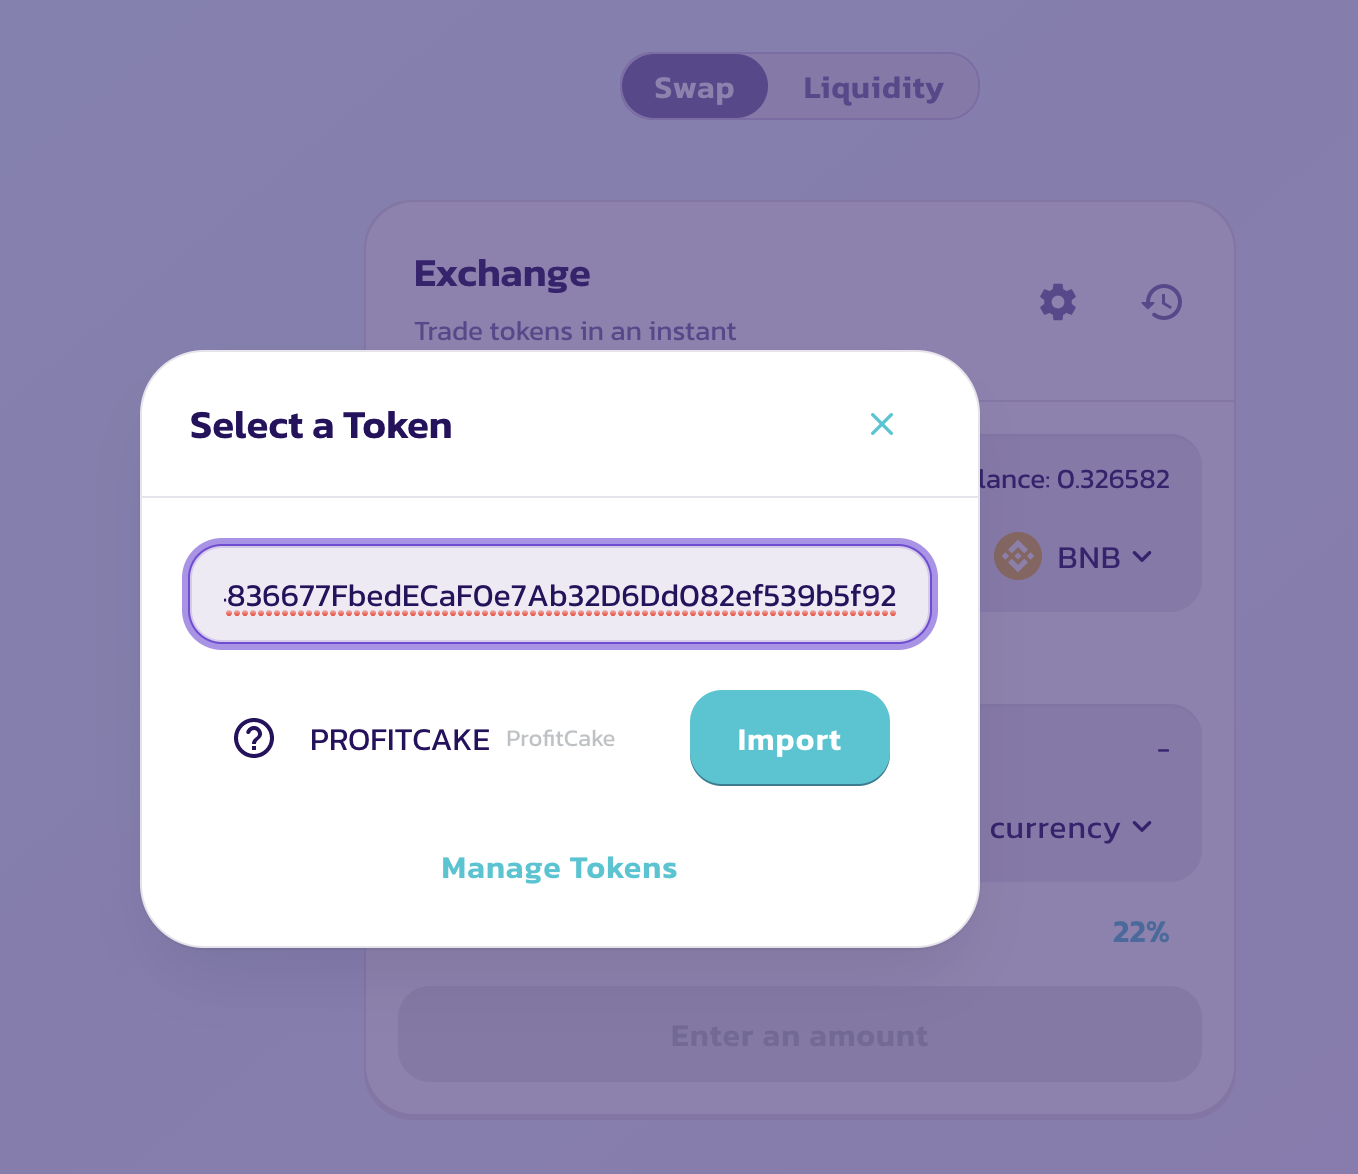 Swap Liquidity
Exchange
Trade tokens in an instant
Select a Token
lance: 0.326582
836677FbedECaF0e7Ab32D6Dd082ef539b5f92
BNB
PROFITCAKE ProfitCake Import
-
currency
Manage Tokens
22%
Enter an amount